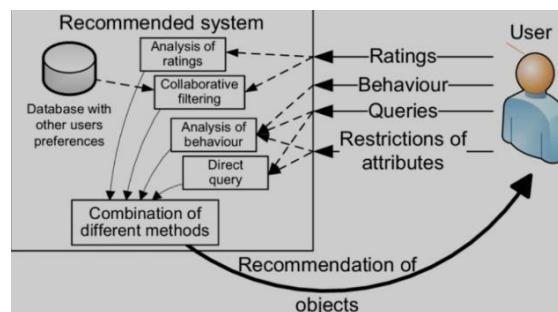 Recommended system
User
Analysis of
ratings
Ratings
Collaborative
filtering
Behaviour
Database with
other users
preferences
Queries
Analysis of
behaviour
Restrictions of
attributes
Direct
query
Combination of
different methods
Recommendation of
objects